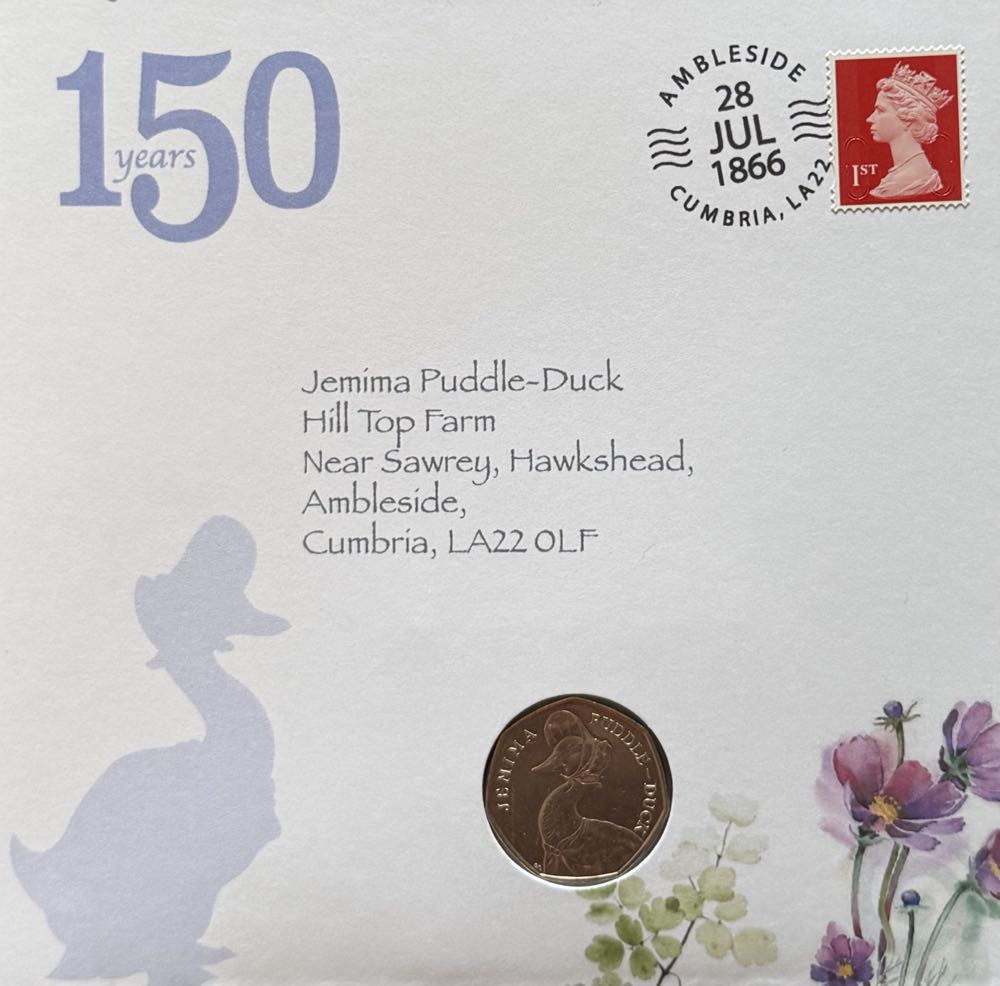 150
years
AMBLESIDE
28
JUL
1866
CUMBRIA, LA22
1ST
Jemima Puddle-Duck
Hill Top Farm
Near Sawrey, Hawkshead,
Ambleside,
Cumbria, LA22 0LF
JEMIMA PUDDLE-DUCK